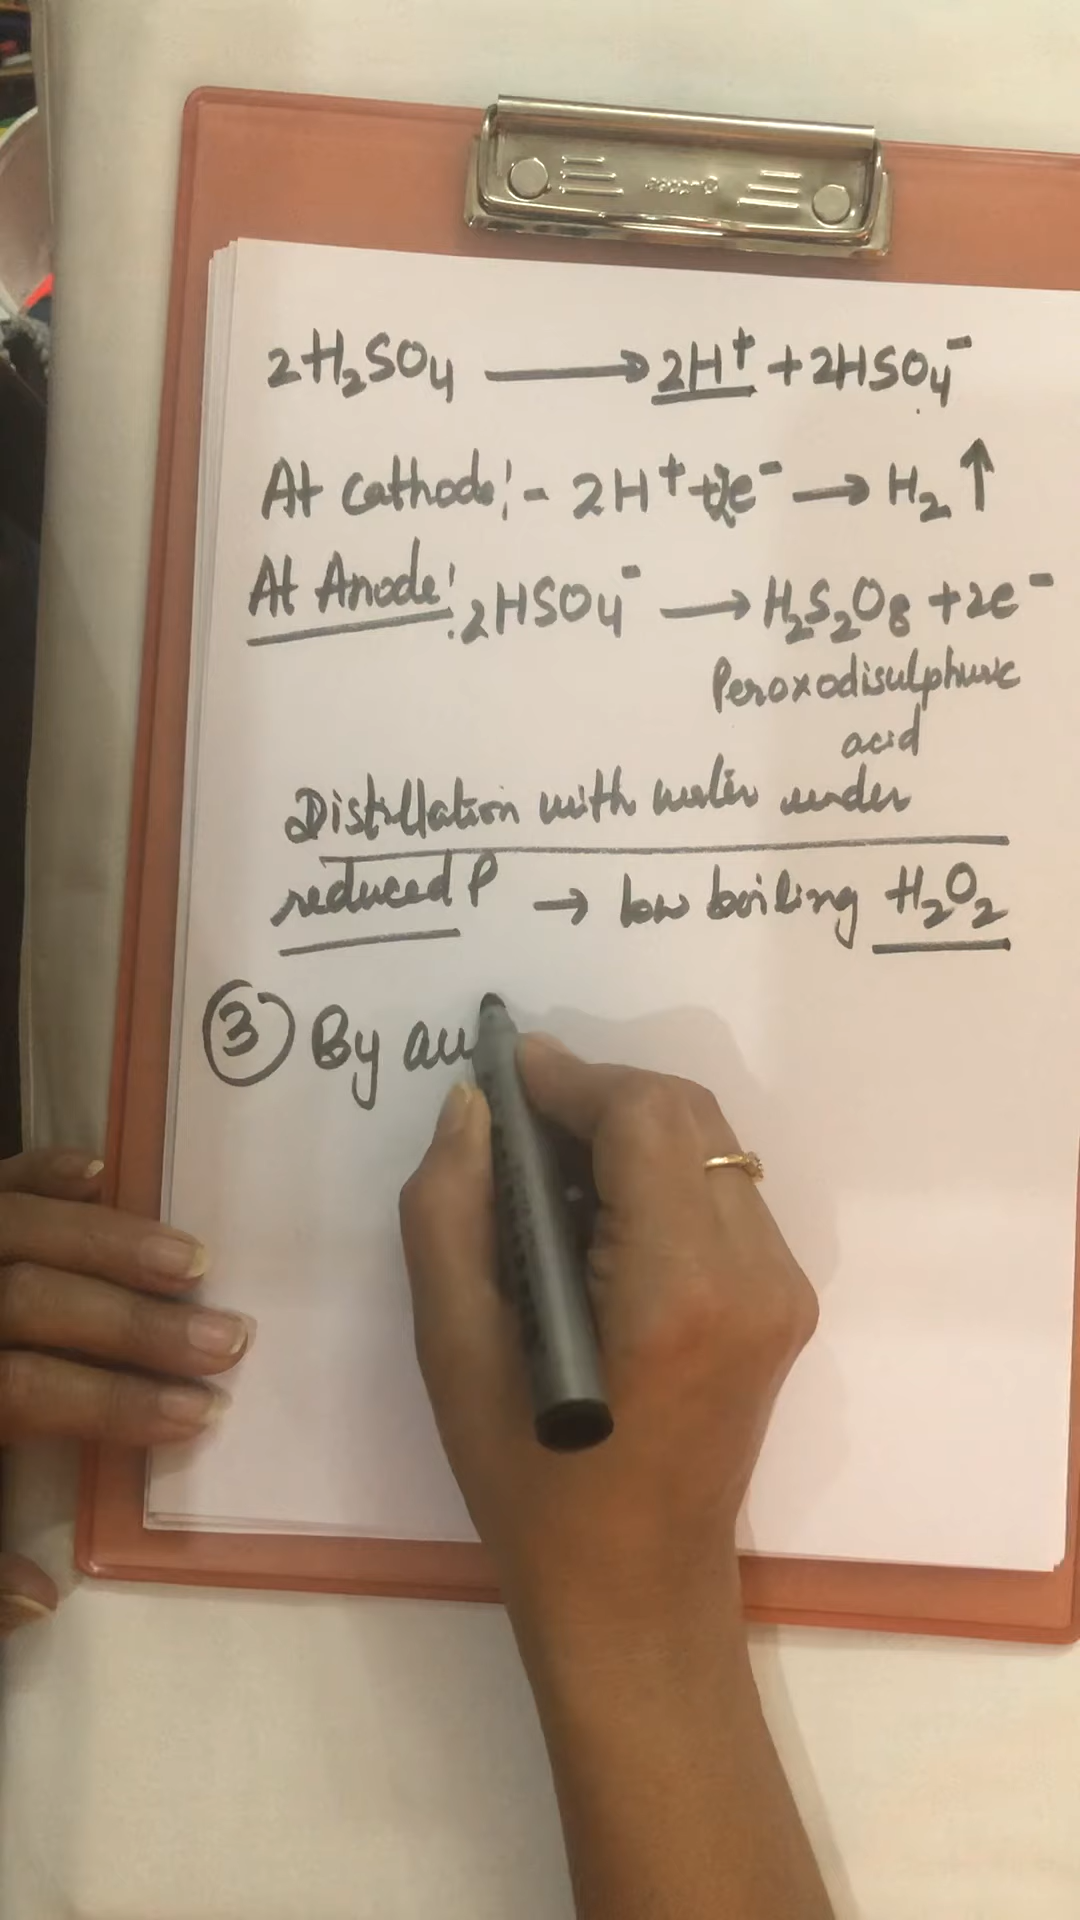 2H₂SO₄ ⟶ 2H⁺ + 2HSO₄⁻
At Cathode:- 2H⁺ + 2e⁻ → H₂ ↑
At Anode: 2HSO₄⁻ → H₂S₂O₈ + 2e⁻
Peroxodisulphuric
acid
Distillation with water under
reduced P → low boiling H₂O₂
③ By au